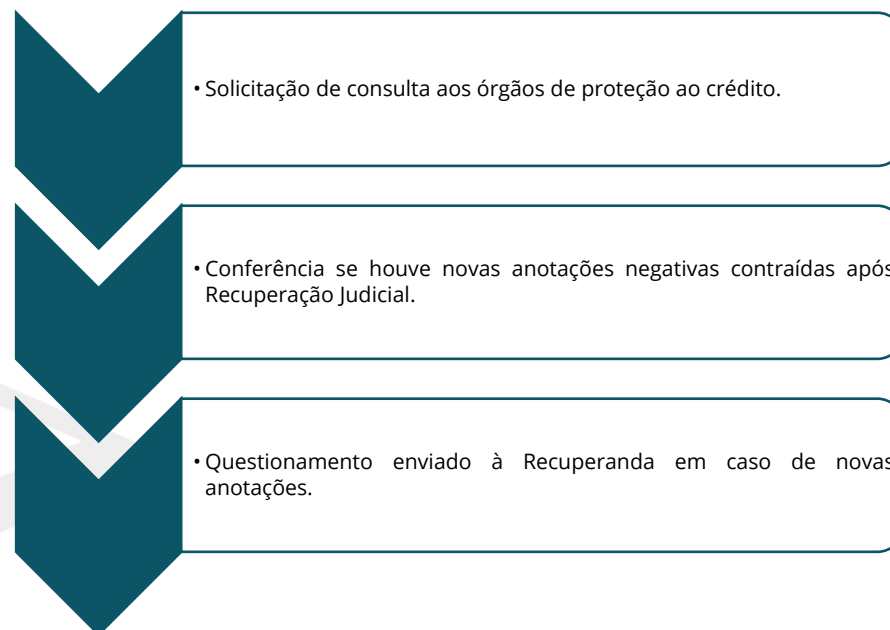 • Solicitação de consulta aos órgãos de proteção ao crédito.
• Conferência se houve novas anotações negativas contraídas após
Recuperação Judicial.
• Questionamento enviado à Recuperanda em caso de novas
anotações.